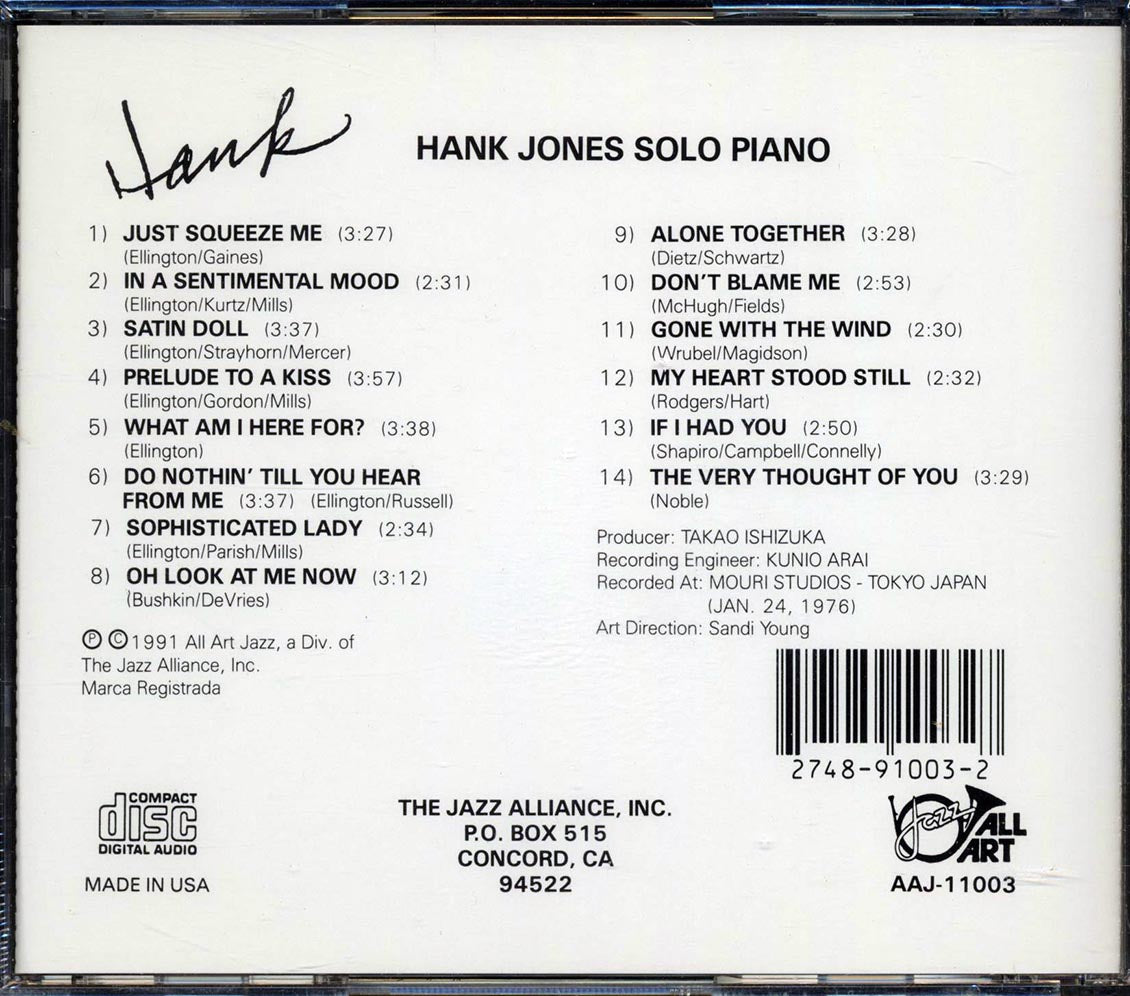 Hank
HANK JONES SOLO PIANO
1) JUST SQUEEZE ME (3:27)
(Ellington/Gaines)
2) IN A SENTIMENTAL MOOD (2:31)
(Ellington/Kurtz/Mills)
3) SATIN DOLL (3:37)
(Ellington/Strayhorn/Mercer)
4) PRELUDE TO A KISS (3:57)
(Ellington/Gordon/Mills)
5) WHAT AM I HERE FOR? (3:38)
(Ellington)
6) DO NOTHIN' TILL YOU HEAR
FROM ME (3:37) (Ellington/Russell)
7) SOPHISTICATED LADY (2:34)
(Ellington/Parish/Mills)
8) OH LOOK AT ME NOW (3:12)
(Bushkin/DeVries)
℗ ©1991 All Art Jazz, a Div. of
The Jazz Alliance, Inc.
Marca Registrada
9) ALONE TOGETHER (3:28)
(Dietz/Schwartz)
10) DON'T BLAME ME (2:53)
(McHugh/Fields)
11) GONE WITH THE WIND (2:30)
(Wrubel/Magidson)
12) MY HEART STOOD STILL (2:32)
(Rodgers/Hart)
13) IF I HAD YOU (2:50)
(Shapiro/Campbell/Connelly)
14) THE VERY THOUGHT OF YOU (3:29)
(Noble)
Producer: TAKAO ISHIZUKA
Recording Engineer: KUNIO ARAI
Recorded At: MOURI STUDIOS - TOKYO JAPAN
(JAN. 24, 1976)
Art Direction: Sandi Young
2748-91003-2
COMPACT
disc
DIGITAL AUDIO
MADE IN USA
THE JAZZ ALLIANCE, INC.
P.O. BOX 515
CONCORD, CA
94522
Jazz
ALL
ART
AAJ-11003